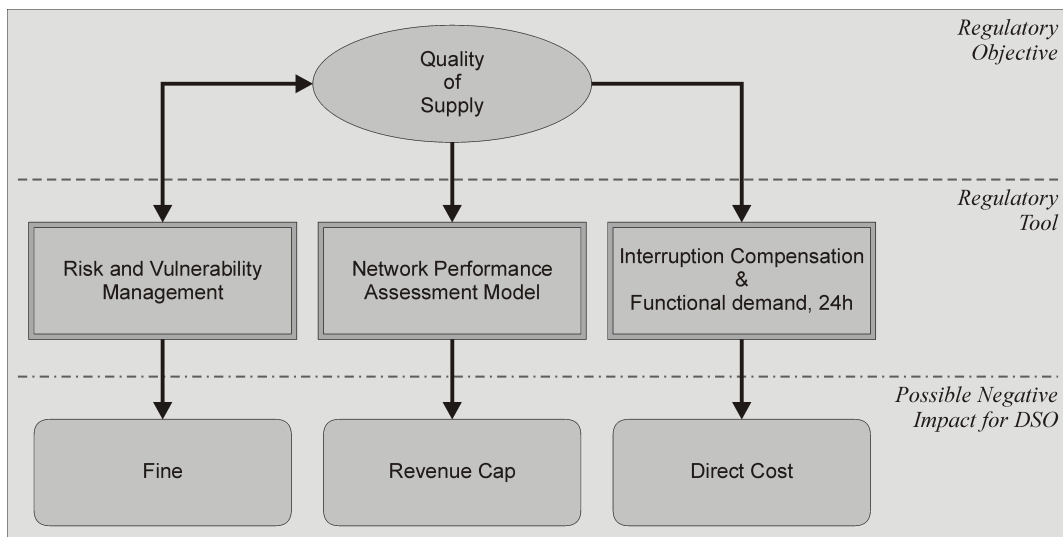 Regulatory
Objective
Quality
of
Supply
Regulatory
Tool
Risk and Vulnerability
Management
Network Performance
Assessment Model
Interruption Compensation
&
Functional demand, 24h
Possible Negative
Impact for DSO
Fine
Revenue Cap
Direct Cost